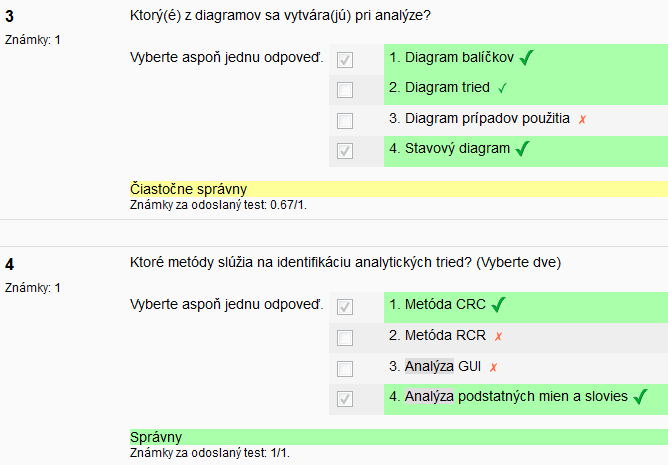 3
Ktorý(é) z diagramov sa vytvára(jú) pri analýze?
Známky: 1
Vyberte aspoň jednu odpoveď.
1. Diagram balíčkov
2. Diagram tried
3. Diagram prípadov použitia
4. Stavový diagram
Čiastočne správny
Známky za odoslaný test: 0.67/1.
4
Ktoré metódy slúžia na identifikáciu analytických tried? (Vyberte dve)
Známky: 1
Vyberte aspoň jednu odpoveď.
1. Metóda CRC
2. Metóda RCR
3. Analýza GUI
4. Analýza podstatných mien a slovies
Správny
Známky za odoslaný test: 1/1.